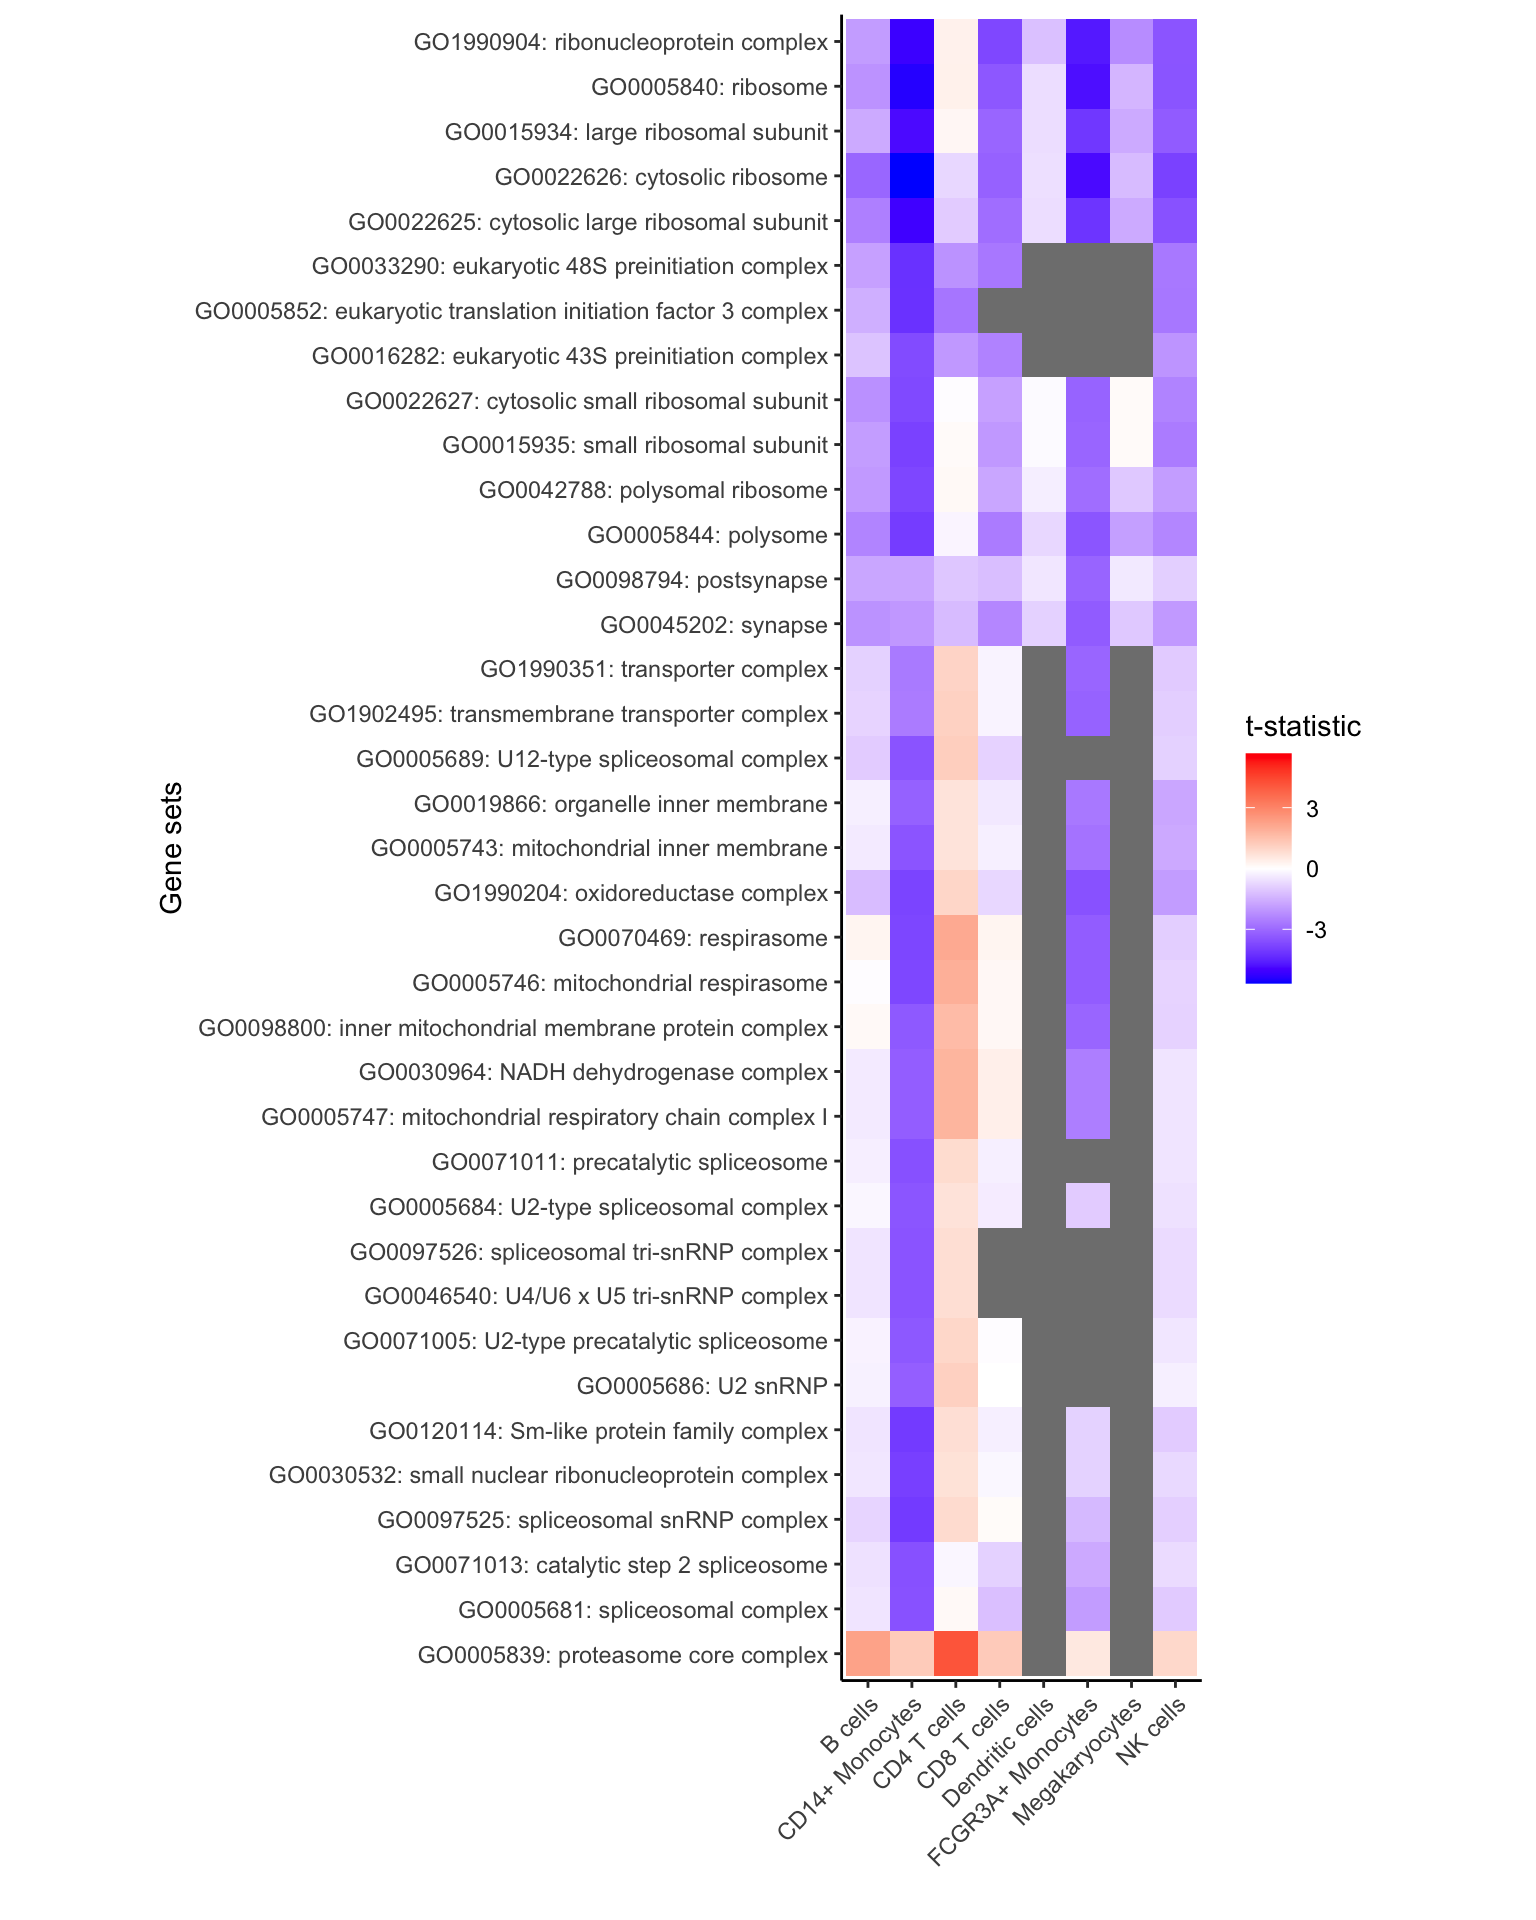 GO1990904: ribonucleoprotein complex
GO0005840: ribosome
GO0015934: large ribosomal subunit
GO0022626: cytosolic ribosome
GO0022625: cytosolic large ribosomal subunit
GO0033290: eukaryotic 48S preinitiation complex
GO0005852: eukaryotic translation initiation factor 3 complex
GO0016282: eukaryotic 43S preinitiation complex
GO0022627: cytosolic small ribosomal subunit
GO0015935: small ribosomal subunit
GO0042788: polysomal ribosome
GO0005844: polysome
GO0098794: postsynapse
GO0045202: synapse
GO1990351: transporter complex
GO1902495: transmembrane transporter complex
GO0005689: U12-type spliceosomal complex
GO0019866: organelle inner membrane
GO0005743: mitochondrial inner membrane
GO1990204: oxidoreductase complex
GO0070469: respirasome
GO0005746: mitochondrial respirasome
GO0098800: inner mitochondrial membrane protein complex
GO0030964: NADH dehydrogenase complex
GO0005747: mitochondrial respiratory chain complex I
GO0071011: precatalytic spliceosome
GO0005684: U2-type spliceosomal complex
GO0097526: spliceosomal tri-snRNP complex
GO0046540: U4/U6 x U5 tri-snRNP complex
GO0071005: U2-type precatalytic spliceosome
GO0005686: U2 snRNP
GO0120114: Sm-like protein family complex
GO0030532: small nuclear ribonucleoprotein complex
GO0097525: spliceosomal snRNP complex
GO0071013: catalytic step 2 spliceosome
GO0005681: spliceosomal complex
GO0005839: proteasome core complex
Gene sets
B cells
CD14+ Monocytes
CD4 T cells
CD8 T cells
Dendritic cells
FCGR3A+ Monocytes
Megakaryocytes
NK cells
t-statistic
3
0
-3